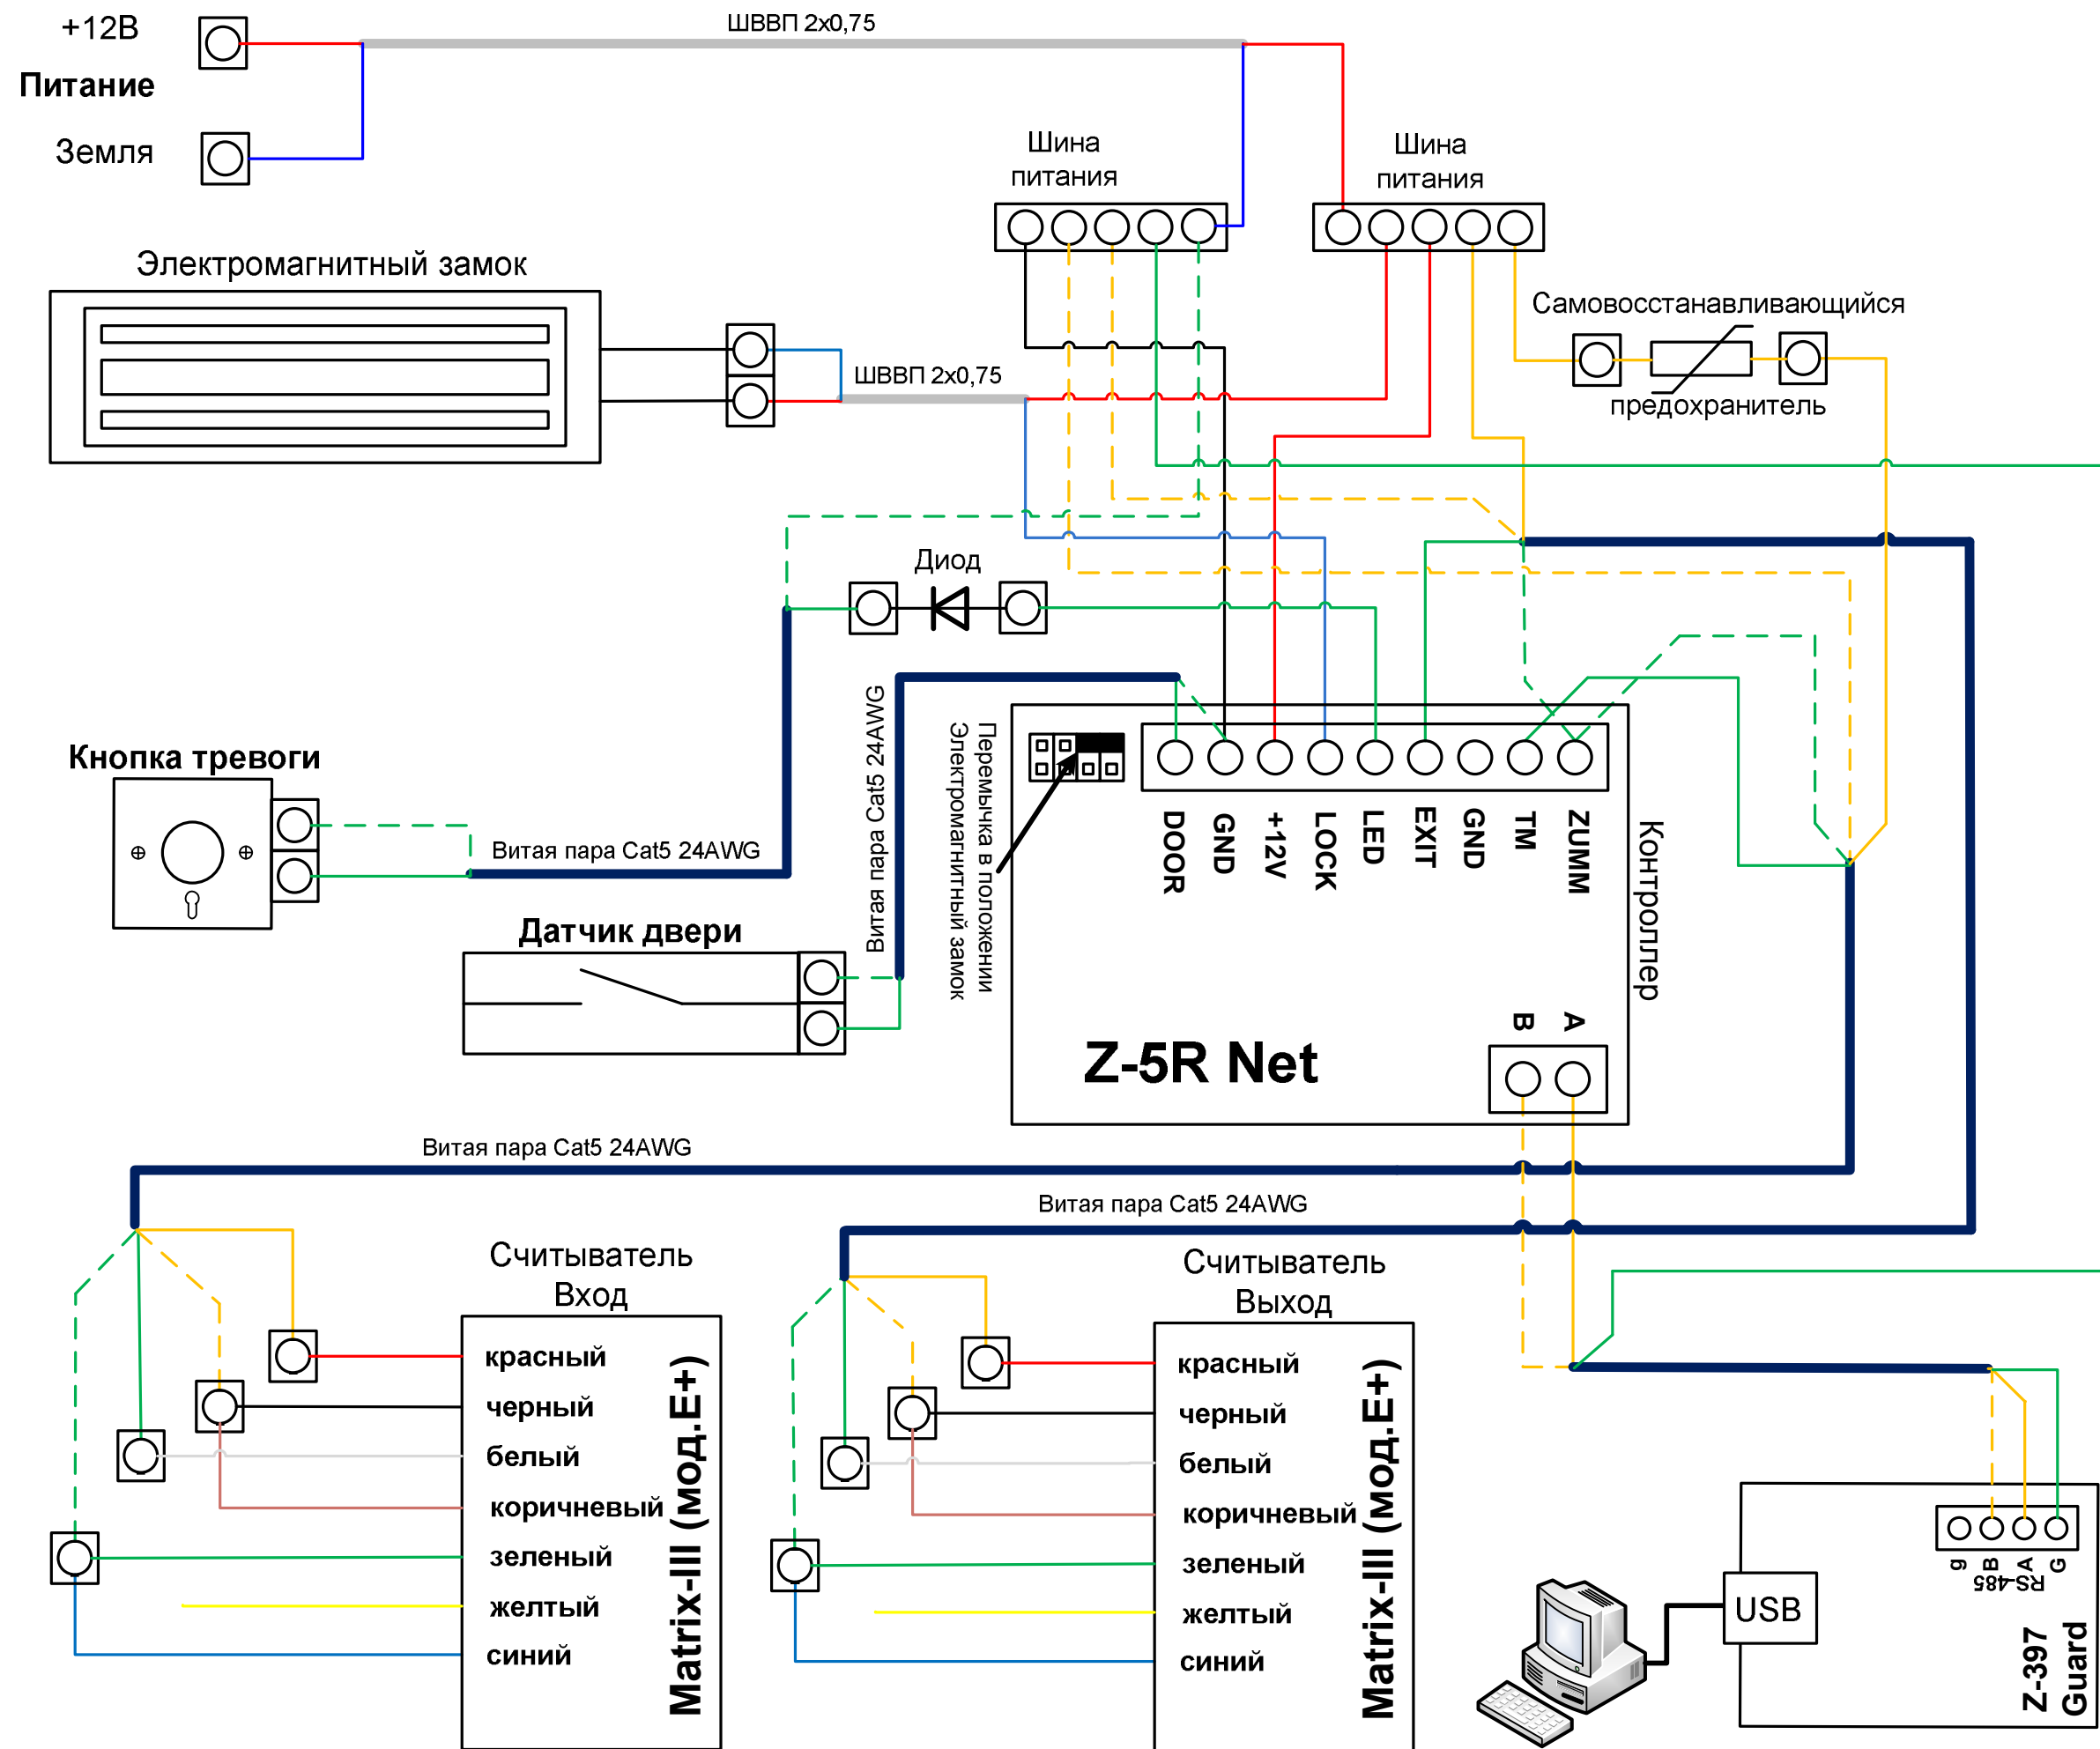 +12В
ШВВП 2х0,75
Питание
Земля
Шина
питания
Шина
питания
Электромагнитный замок
Самовосстанавливающийся
предохранитель
ШВВП 2х0,75
Диод
Витая пара Cat5 24AWG
Перемычка в положении
Электромагнитный замок
Кнопка тревоги
Витая пара Cat5 24AWG
DOOR
GND
+12V
LOCK
LED
EXIT
GND
TM
ZUMM
Контроллер
Датчик двери
B
A
Z-5R Net
Витая пара Cat5 24AWG
Витая пара Cat5 24AWG
Считыватель
Вход
красный
черный
белый
коричневый
зеленый
желтый
синий
Matrix-III (мод.E+)
Считыватель
Выход
красный
черный
белый
коричневый
зеленый
желтый
синий
Matrix-III (мод.E+)
g
B
A
G
RS-485
USB
Z-397
Guard